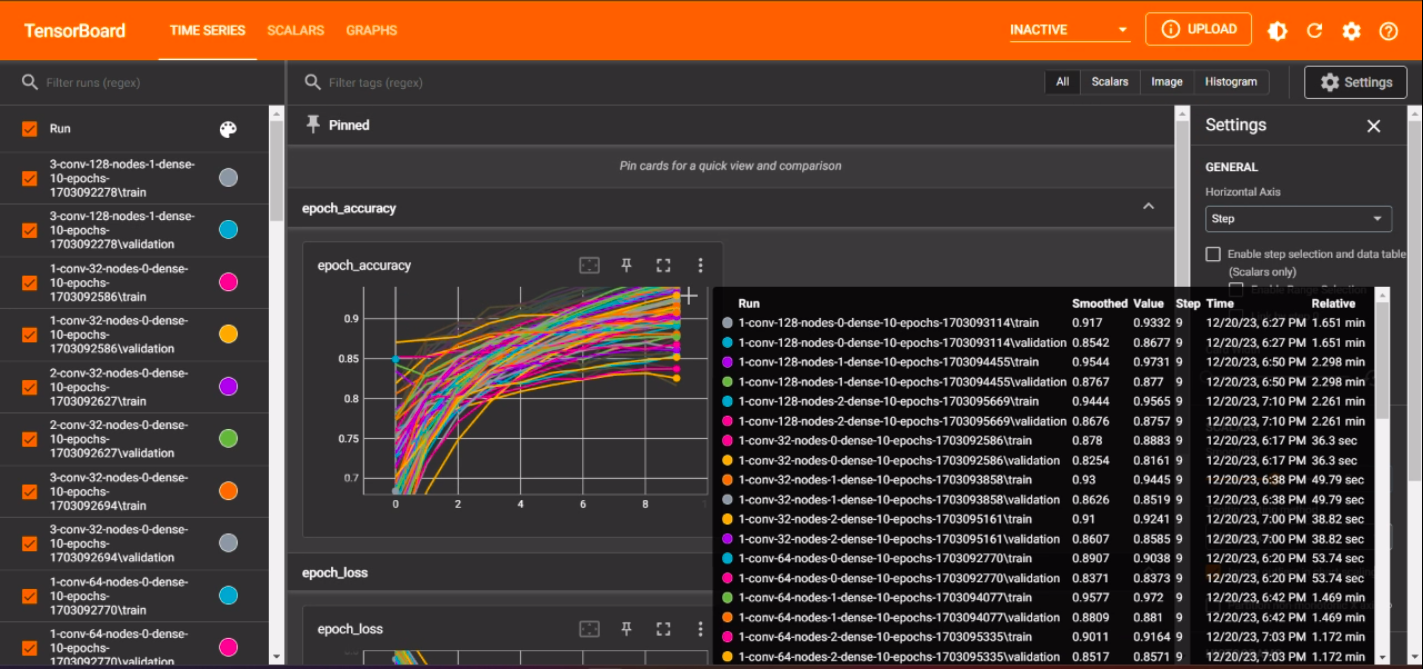 TensorBoard TIME SERIES SCALARS GRAPHS INACTIVE UPLOAD
Filter runs (regex)
Filter tags (regex)
All Scalars Image Histogram Settings
Run
3-conv-128-nodes-1-dense-
10-epochs-
1703092278\train
3-conv-128-nodes-1-dense-
10-epochs-
1703092278\validation
1-conv-32-nodes-0-dense-
10-epochs-
1703092586\train
1-conv-32-nodes-0-dense-
10-epochs-
1703092586\validation
2-conv-32-nodes-0-dense-
10-epochs-
1703092627\train
2-conv-32-nodes-0-dense-
10-epochs-
1703092627\validation
3-conv-32-nodes-0-dense-
10-epochs-
1703092694\train
3-conv-32-nodes-0-dense-
10-epochs-
1703092694\validation
1-conv-64-nodes-0-dense-
10-epochs-
1703092770\train
1-conv-64-nodes-0-dense-
10-epochs-
1703092770\validation
Pinned
Pin cards for a quick view and comparison
epoch_accuracy
epoch_accuracy
0.9
0.85
0.8
0.75
0.7
0 2 4 6 8
epoch_loss
epoch_loss
Settings
GENERAL
Horizontal Axis
Step
Enable step selection and data table
(Scalars only)
Enable Range Selection
Run Smoothed Value Step Time Relative
1-conv-128-nodes-0-dense-10-epochs-1703093114\train 0.917 0.9332 9 12/20/23, 6:27 PM 1.651 min
1-conv-128-nodes-0-dense-10-epochs-1703093114\validation 0.8542 0.8677 9 12/20/23, 6:27 PM 1.651 min
1-conv-128-nodes-1-dense-10-epochs-1703094455\train 0.9544 0.9731 9 12/20/23, 6:50 PM 2.298 min
1-conv-128-nodes-1-dense-10-epochs-1703094455\validation 0.8767 0.877 9 12/20/23, 6:50 PM 2.298 min
1-conv-128-nodes-2-dense-10-epochs-1703095669\train 0.9444 0.9565 9 12/20/23, 7:10 PM 2.261 min
1-conv-128-nodes-2-dense-10-epochs-1703095669\validation 0.8676 0.8757 9 12/20/23, 7:10 PM 2.261 min
1-conv-32-nodes-0-dense-10-epochs-1703092586\train 0.878 0.8883 9 12/20/23, 6:17 PM 36.3 sec
1-conv-32-nodes-0-dense-10-epochs-1703092586\validation 0.8254 0.8161 9 12/20/23, 6:17 PM 36.3 sec
1-conv-32-nodes-1-dense-10-epochs-1703093858\train 0.93 0.9445 9 12/20/23, 6:38 PM 49.79 sec
1-conv-32-nodes-1-dense-10-epochs-1703093858\validation 0.8626 0.8519 9 12/20/23, 6:38 PM 49.79 sec
1-conv-32-nodes-2-dense-10-epochs-1703095161\train 0.91 0.9241 9 12/20/23, 7:00 PM 38.82 sec
1-conv-32-nodes-2-dense-10-epochs-1703095161\validation 0.8607 0.8585 9 12/20/23, 7:00 PM 38.82 sec
1-conv-64-nodes-0-dense-10-epochs-1703092770\train 0.8907 0.9038 9 12/20/23, 6:20 PM 53.74 sec
1-conv-64-nodes-0-dense-10-epochs-1703092770\validation 0.8371 0.8373 9 12/20/23, 6:20 PM 53.74 sec
1-conv-64-nodes-1-dense-10-epochs-1703094077\train 0.9577 0.972 9 12/20/23, 6:42 PM 1.469 min
1-conv-64-nodes-1-dense-10-epochs-1703094077\validation 0.8809 0.881 9 12/20/23, 6:42 PM 1.469 min
1-conv-64-nodes-2-dense-10-epochs-1703095335\train 0.9011 0.9164 9 12/20/23, 7:03 PM 1.172 min
1-conv-64-nodes-2-dense-10-epochs-1703095335\validation 0.8517 0.8571 9 12/20/23, 7:03 PM 1.172 min